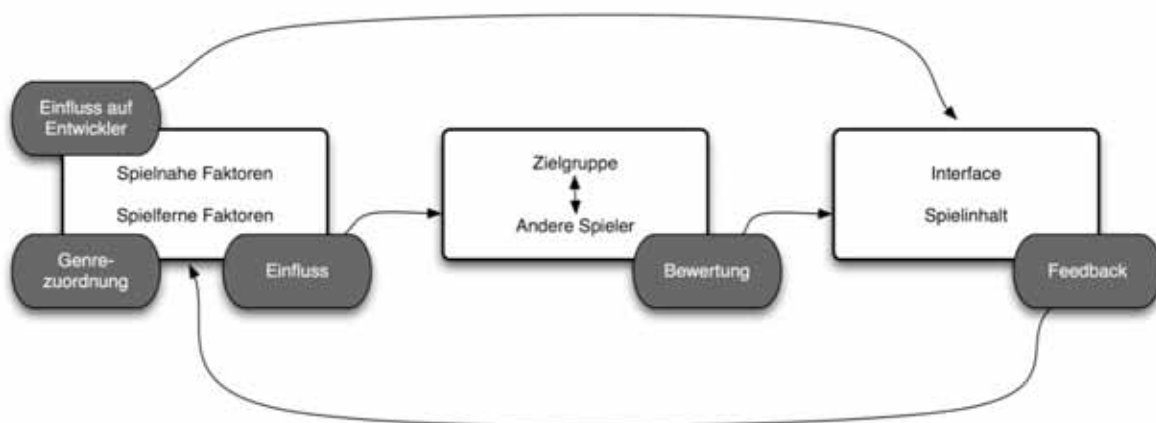 Einfluss auf
Entwickler
Spielnahe Faktoren
Spielferne Faktoren
Genre-
zuordnung
Einfluss
Zielgruppe
Andere Spieler
Bewertung
Interface
Spielinhalt
Feedback